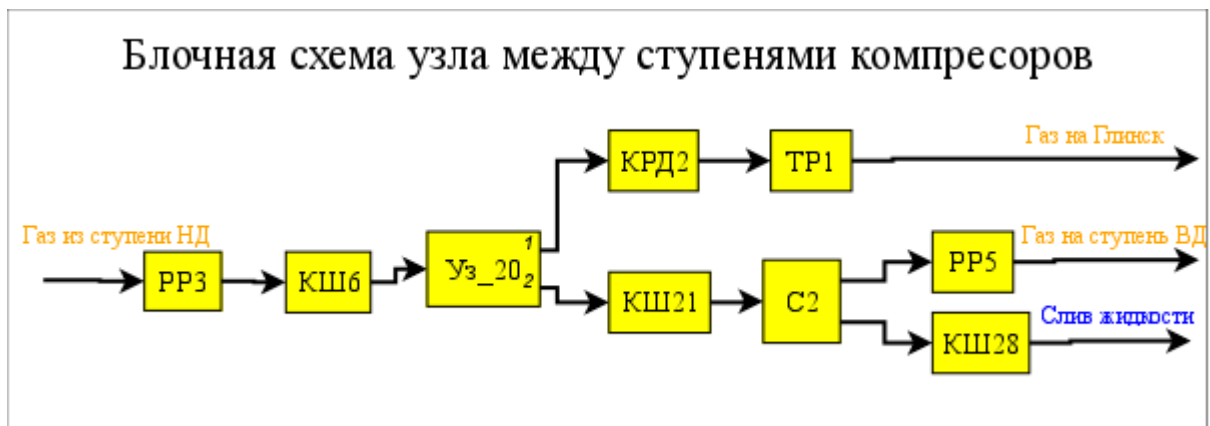 Блочная схема узла между ступенями компресоров
Газ на Глинск
КРД2
ТР1
Газ из ступени НД
Газ на ступень ВД
РР3
КШ6
Уз_20
1
2
КШ21
С2
РР5
Слив жидкости
КШ28